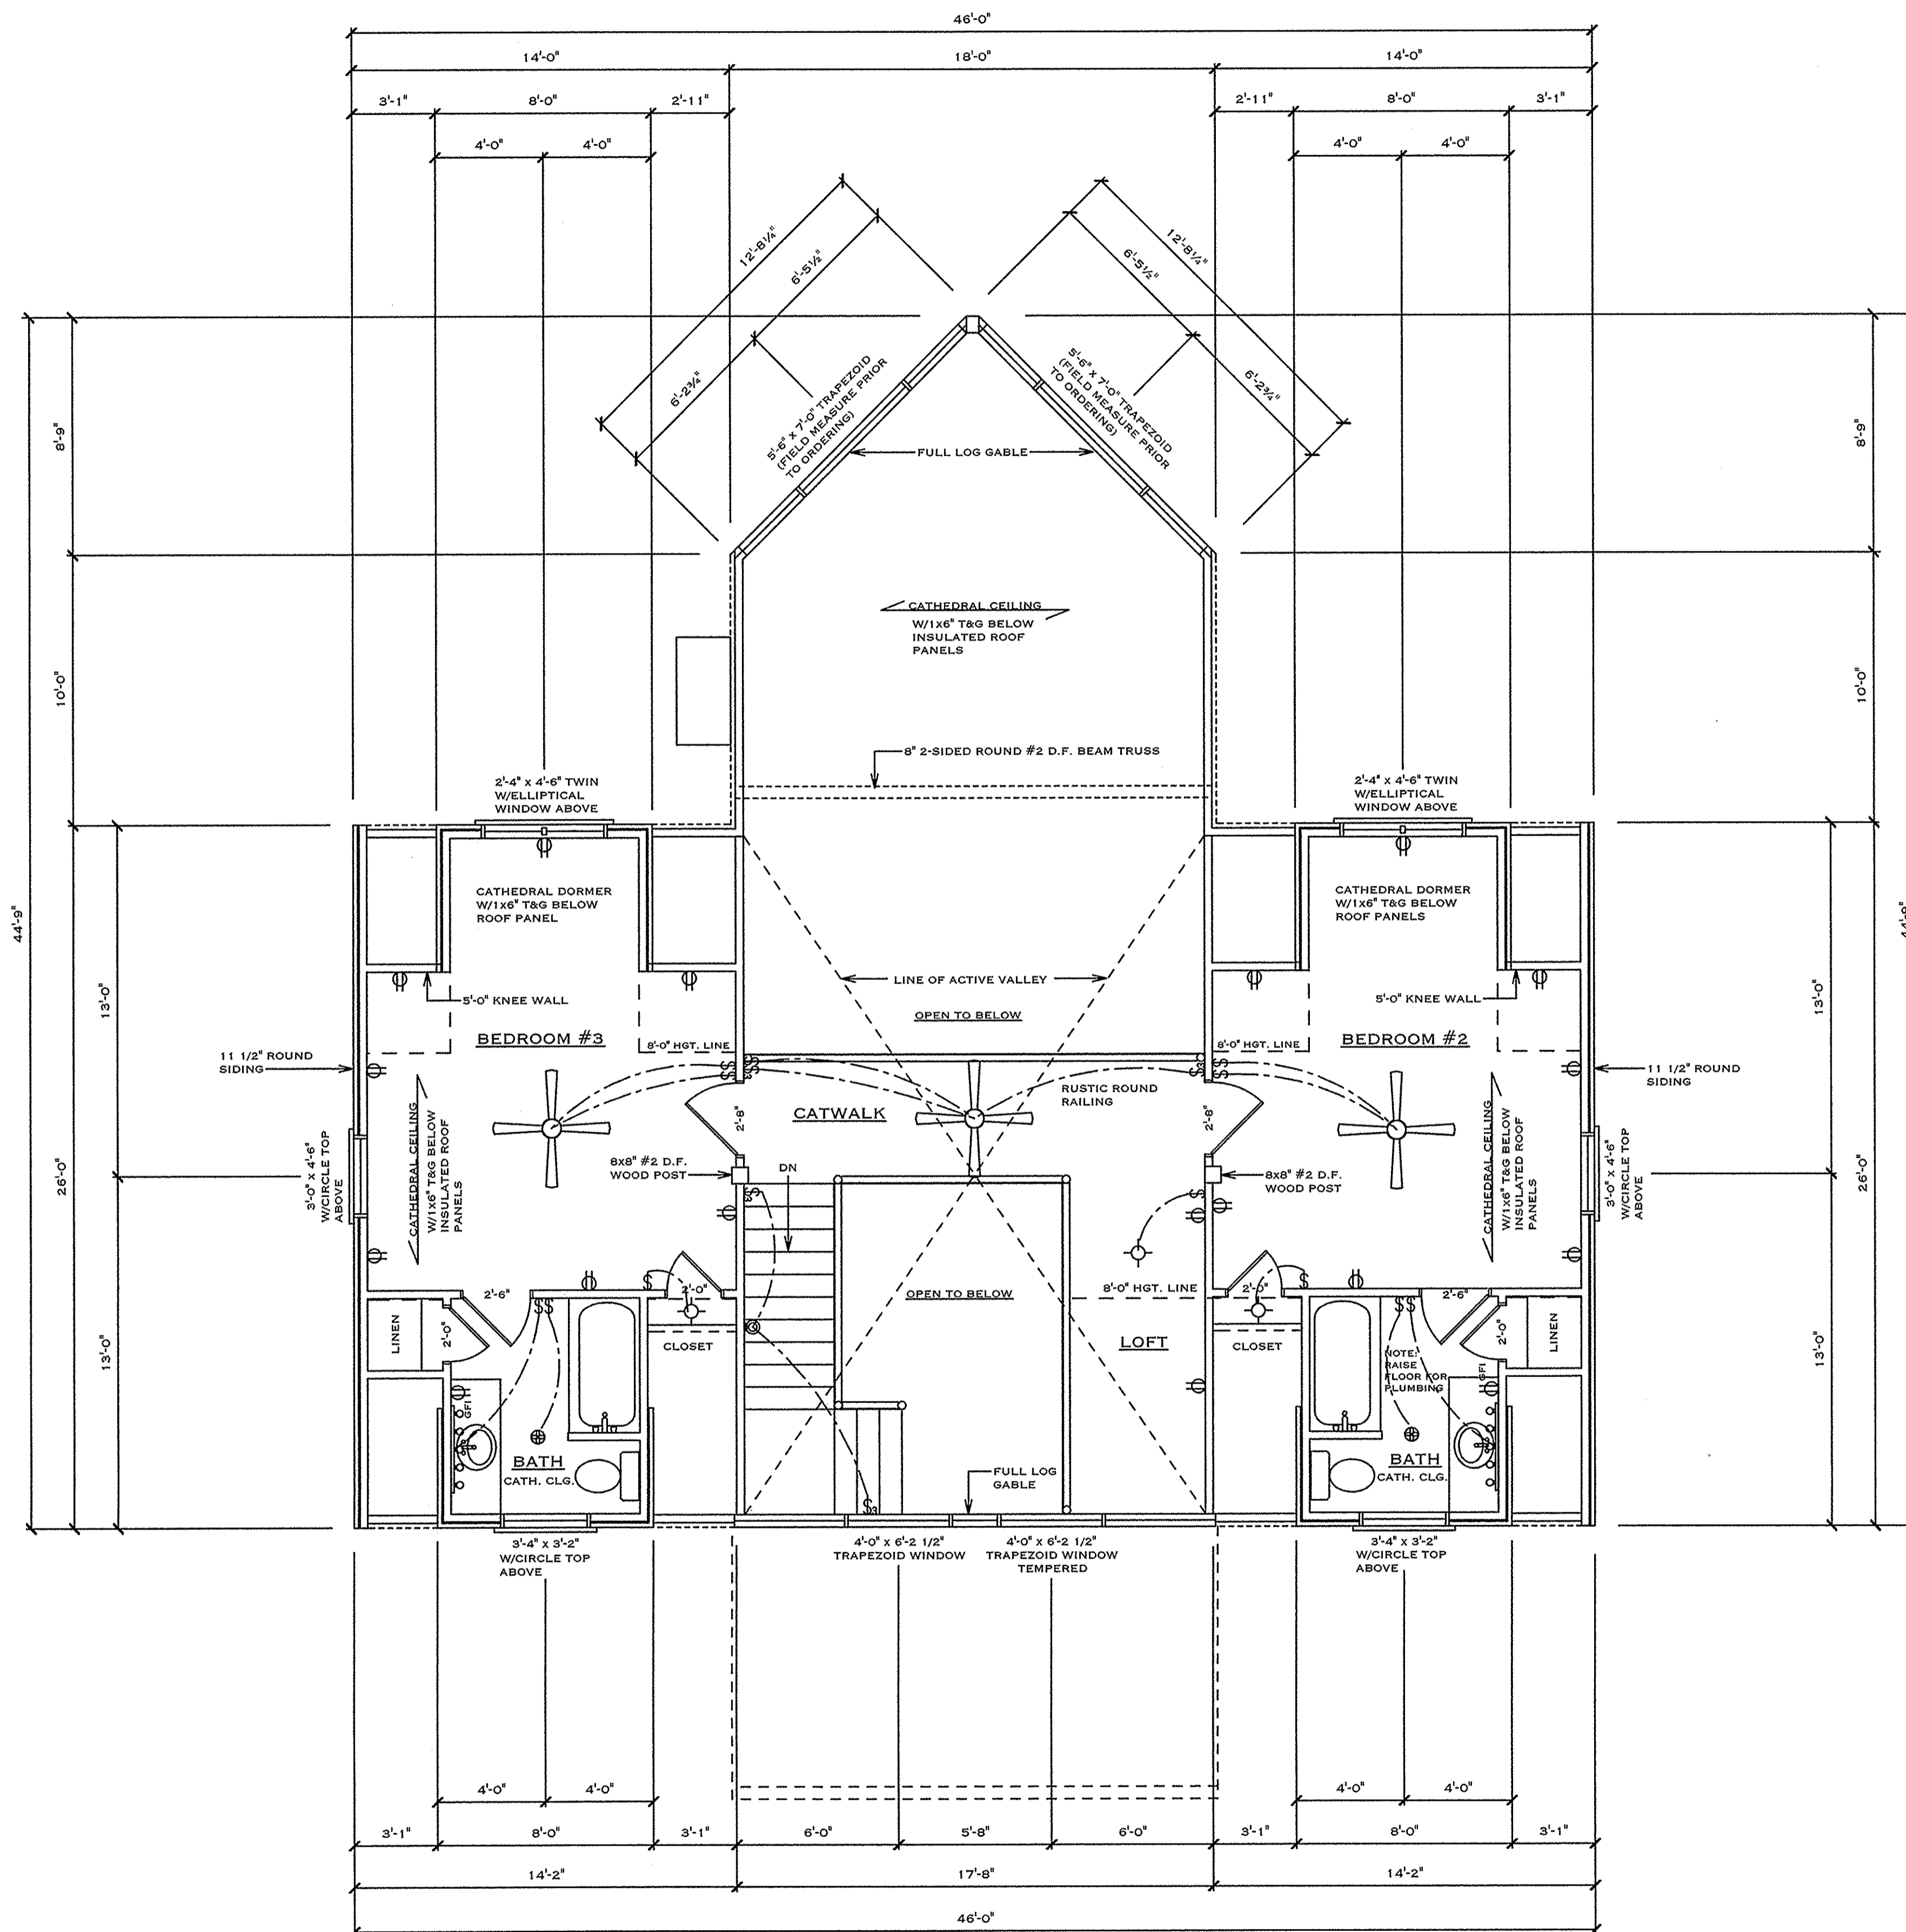 46'-0"
14'-0" 18'-0" 14'-0"
3'-1" 8'-0" 2'-11" 2'-11" 8'-0" 3'-1"
4'-0" 4'-0" 4'-0" 4'-0"
12'-8¼"
6'-5½"
6'-2¾"
12'-8¼"
6'-5½"
6'-2¾"
5'-6" x 7'-0" TRAPEZOID
(FIELD MEASURE PRIOR
TO ORDERING)
5'-6" x 7'-0" TRAPEZOID
(FIELD MEASURE PRIOR
TO ORDERING)
FULL LOG GABLE
8'-9"
8'-9"
CATHEDRAL CEILING
W/1x6" T&G BELOW
INSULATED ROOF
PANELS
10'-0"
10'-0"
8" 2-SIDED ROUND #2 D.F. BEAM TRUSS
2'-4" x 4'-6" TWIN
W/ELLIPTICAL
WINDOW ABOVE
2'-4" x 4'-6" TWIN
W/ELLIPTICAL
WINDOW ABOVE
44'-9"
44'-9"
CATHEDRAL DORMER
W/1x6" T&G BELOW
ROOF PANEL
CATHEDRAL DORMER
W/1x6" T&G BELOW
ROOF PANELS
13'-0"
13'-0"
LINE OF ACTIVE VALLEY
5'-0" KNEE WALL
5'-0" KNEE WALL
OPEN TO BELOW
BEDROOM #3
8'-0" HGT. LINE
8'-0" HGT. LINE
BEDROOM #2
11 1/2" ROUND
SIDING
11 1/2" ROUND
SIDING
S S
S S S3
S3
S S
RUSTIC ROUND
RAILING
CATWALK
2'-8"
2'-8"
CATHEDRAL CEILING
W/1x6" T&G BELOW
INSULATED ROOF
PANELS
CATHEDRAL CEILING
W/1x6" T&G BELOW
INSULATED ROOF
PANELS
3'-0" x 4'-6"
W/CIRCLE TOP
ABOVE
3'-0" x 4'-6"
W/CIRCLE TOP
ABOVE
26'-0"
26'-0"
8x8" #2 D.F.
WOOD POST
DN
8x8" #2 D.F.
WOOD POST
S3
S
2'-6"
S
2'-0"
OPEN TO BELOW
8'-0" HGT. LINE
2'-0"
S
2'-6"
SS
SS
LINEN
2'-0"
CLOSET
LOFT
CLOSET
2'-0"
LINEN
13'-0"
13'-0"
NOTE:
RAISE
FLOOR FOR
PLUMBING
GFI
GFI
BATH
CATH. CLG.
BATH
CATH. CLG.
FULL LOG
GABLE
S3
3'-4" x 3'-2"
W/CIRCLE TOP
ABOVE
4'-0" x 6'-2 1/2"
TRAPEZOID WINDOW
4'-0" x 6'-2 1/2"
TRAPEZOID WINDOW
TEMPERED
3'-4" x 3'-2"
W/CIRCLE TOP
ABOVE
4'-0" 4'-0" 4'-0" 4'-0"
3'-1" 8'-0" 3'-1" 6'-0" 5'-8" 6'-0" 3'-1" 8'-0" 3'-1"
14'-2" 17'-8" 14'-2"
46'-0"